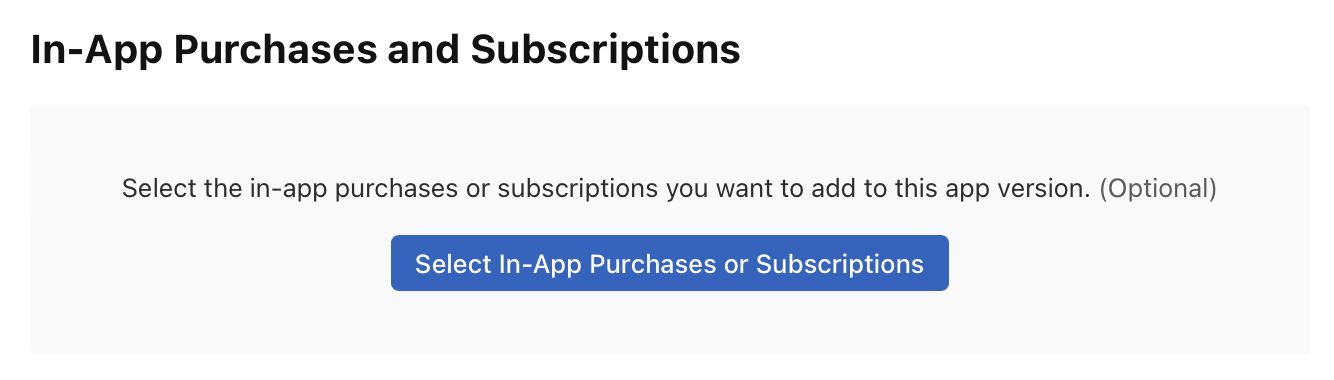 In-App Purchases and Subscriptions
Select the in-app purchases or subscriptions you want to add to this app version. (Optional)
Select In-App Purchases or Subscriptions